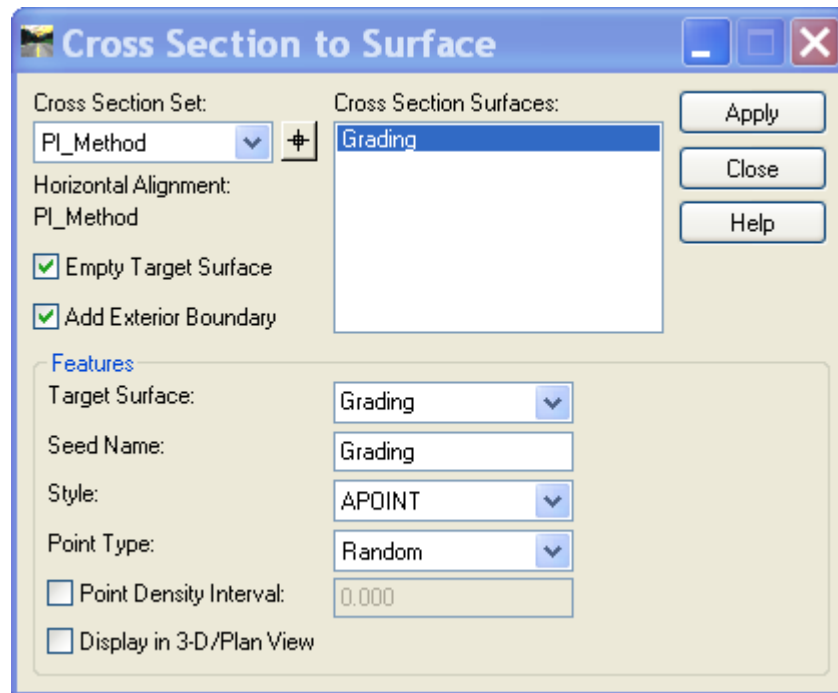 Cross Section to Surface
Cross Section Set:
PI_Method
Horizontal Alignment:
PI_Method
Empty Target Surface
Add Exterior Boundary
Cross Section Surfaces:
Grading
Apply
Close
Help
Features
Target Surface:
Grading
Seed Name:
Grading
Style:
APOINT
Point Type:
Random
Point Density Interval:
0.000
Display in 3-D/Plan View